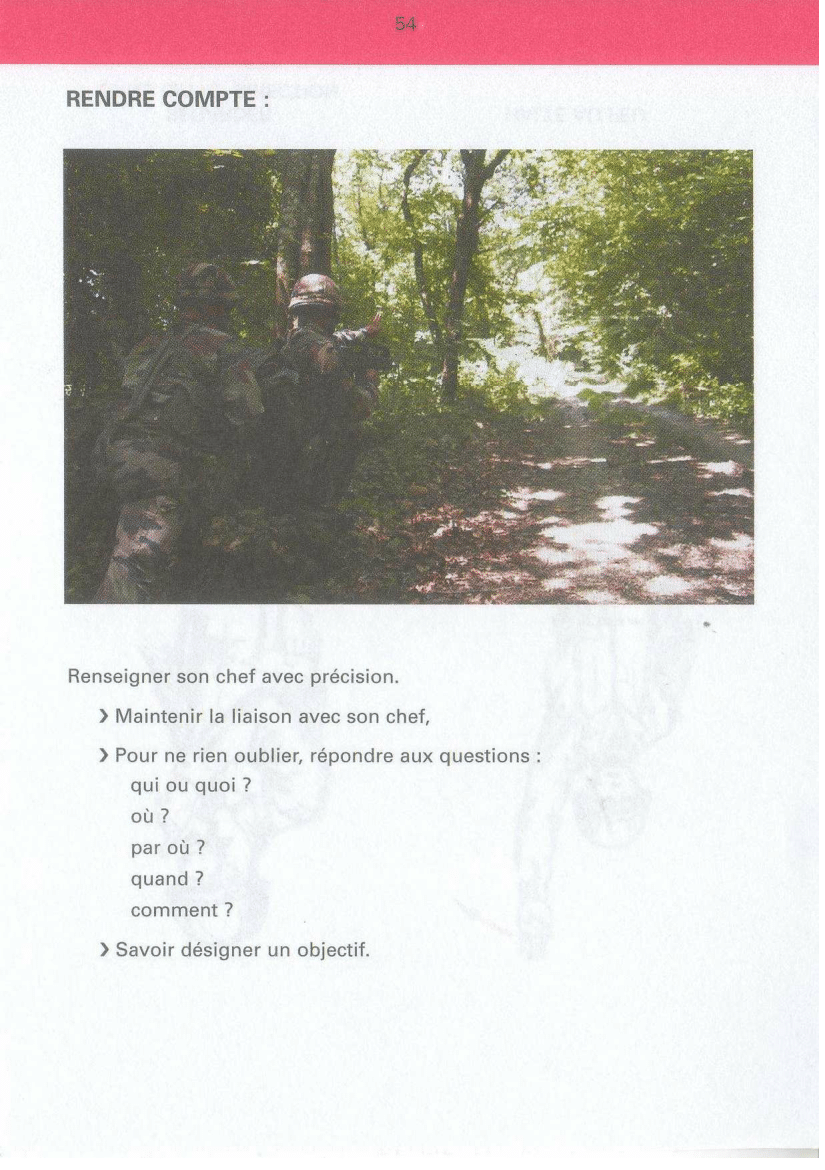 54
RENDRE COMPTE :
Renseigner son chef avec précision.
❯ Maintenir la liaison avec son chef,
❯ Pour ne rien oublier, répondre aux questions :
qui ou quoi ?
où ?
par où ?
quand ?
comment ?
❯ Savoir désigner un objectif.